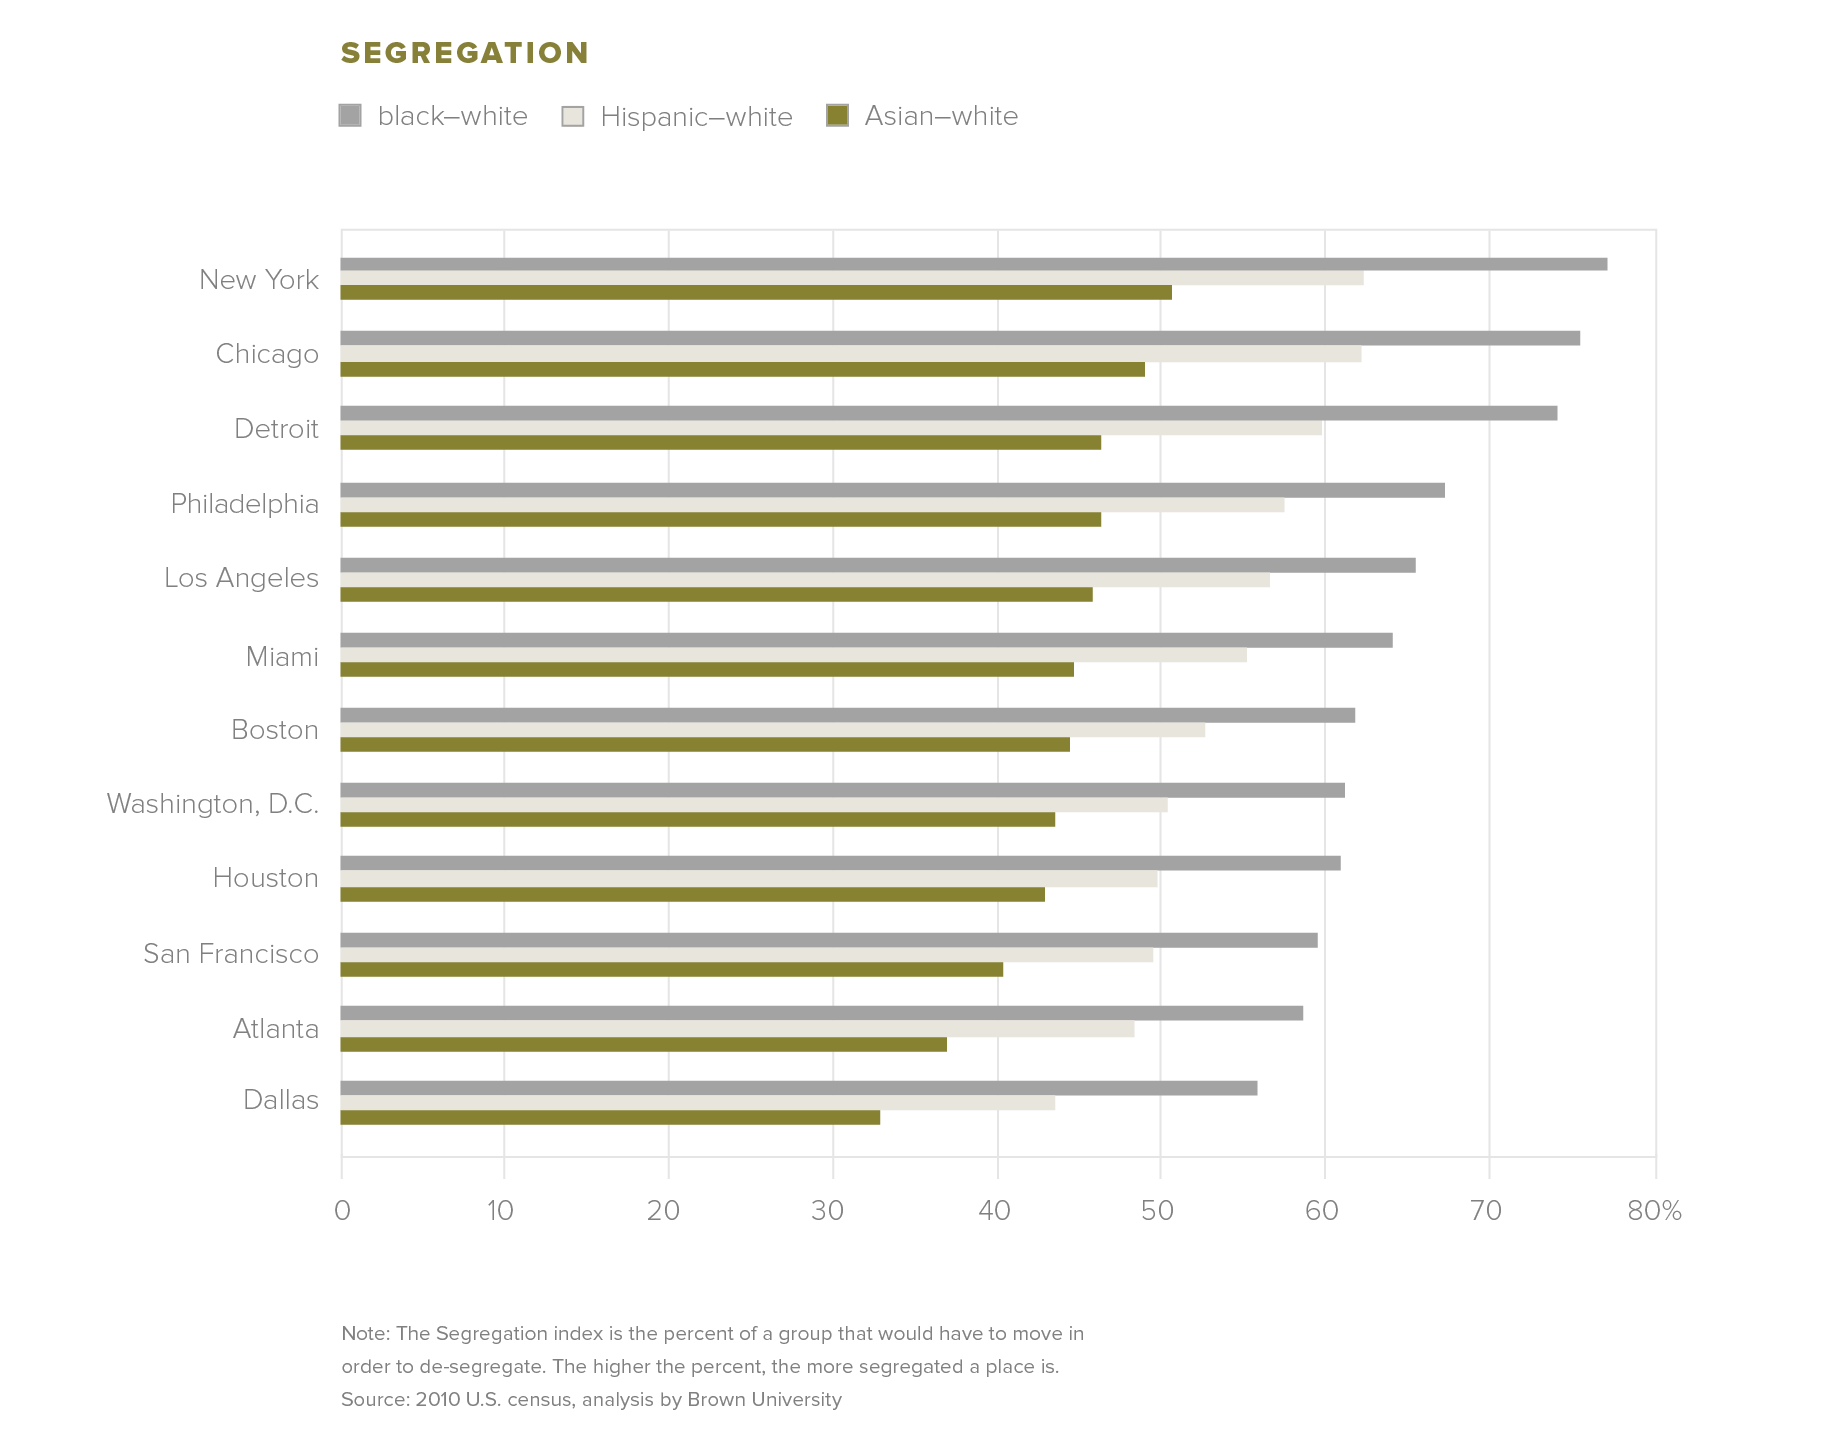 SEGREGATION
black–white Hispanic–white Asian–white
New York
Chicago
Detroit
Philadelphia
Los Angeles
Miami
Boston
Washington, D.C.
Houston
San Francisco
Atlanta
Dallas
0 10 20 30 40 50 60 70 80%
Note: The Segregation index is the percent of a group that would have to move in
order to de-segregate. The higher the percent, the more segregated a place is.
Source: 2010 U.S. census, analysis by Brown University